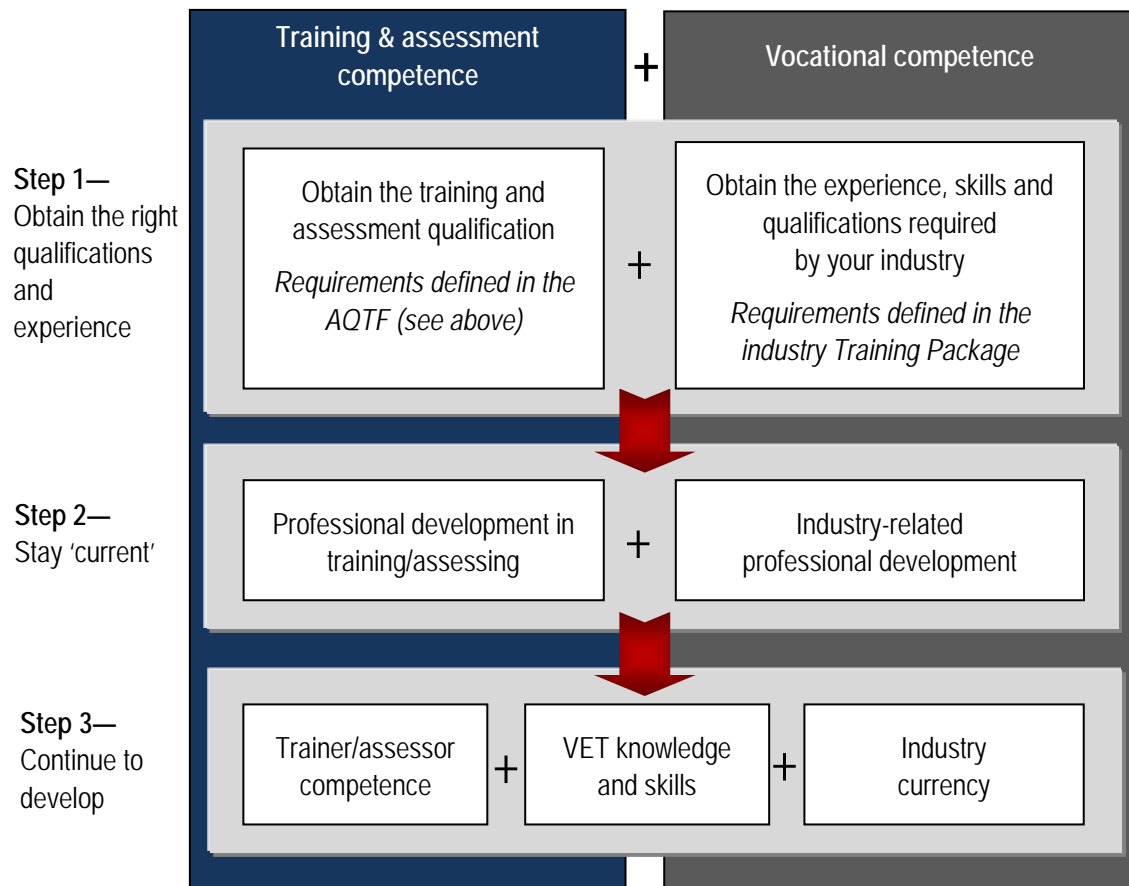 Training & assessment
competence
+
Vocational competence
Step 1—
Obtain the right
qualifications
and
experience
Obtain the training and
assessment qualification
Requirements defined in the
AQTF (see above)
+
Obtain the experience, skills and
qualifications required
by your industry
Requirements defined in the
industry Training Package
Step 2—
Stay ‘current’
Professional development in
training/assessing
+
Industry-related
professional development
Step 3—
Continue to
develop
Trainer/assessor
competence
+
VET knowledge
and skills
+
Industry
currency